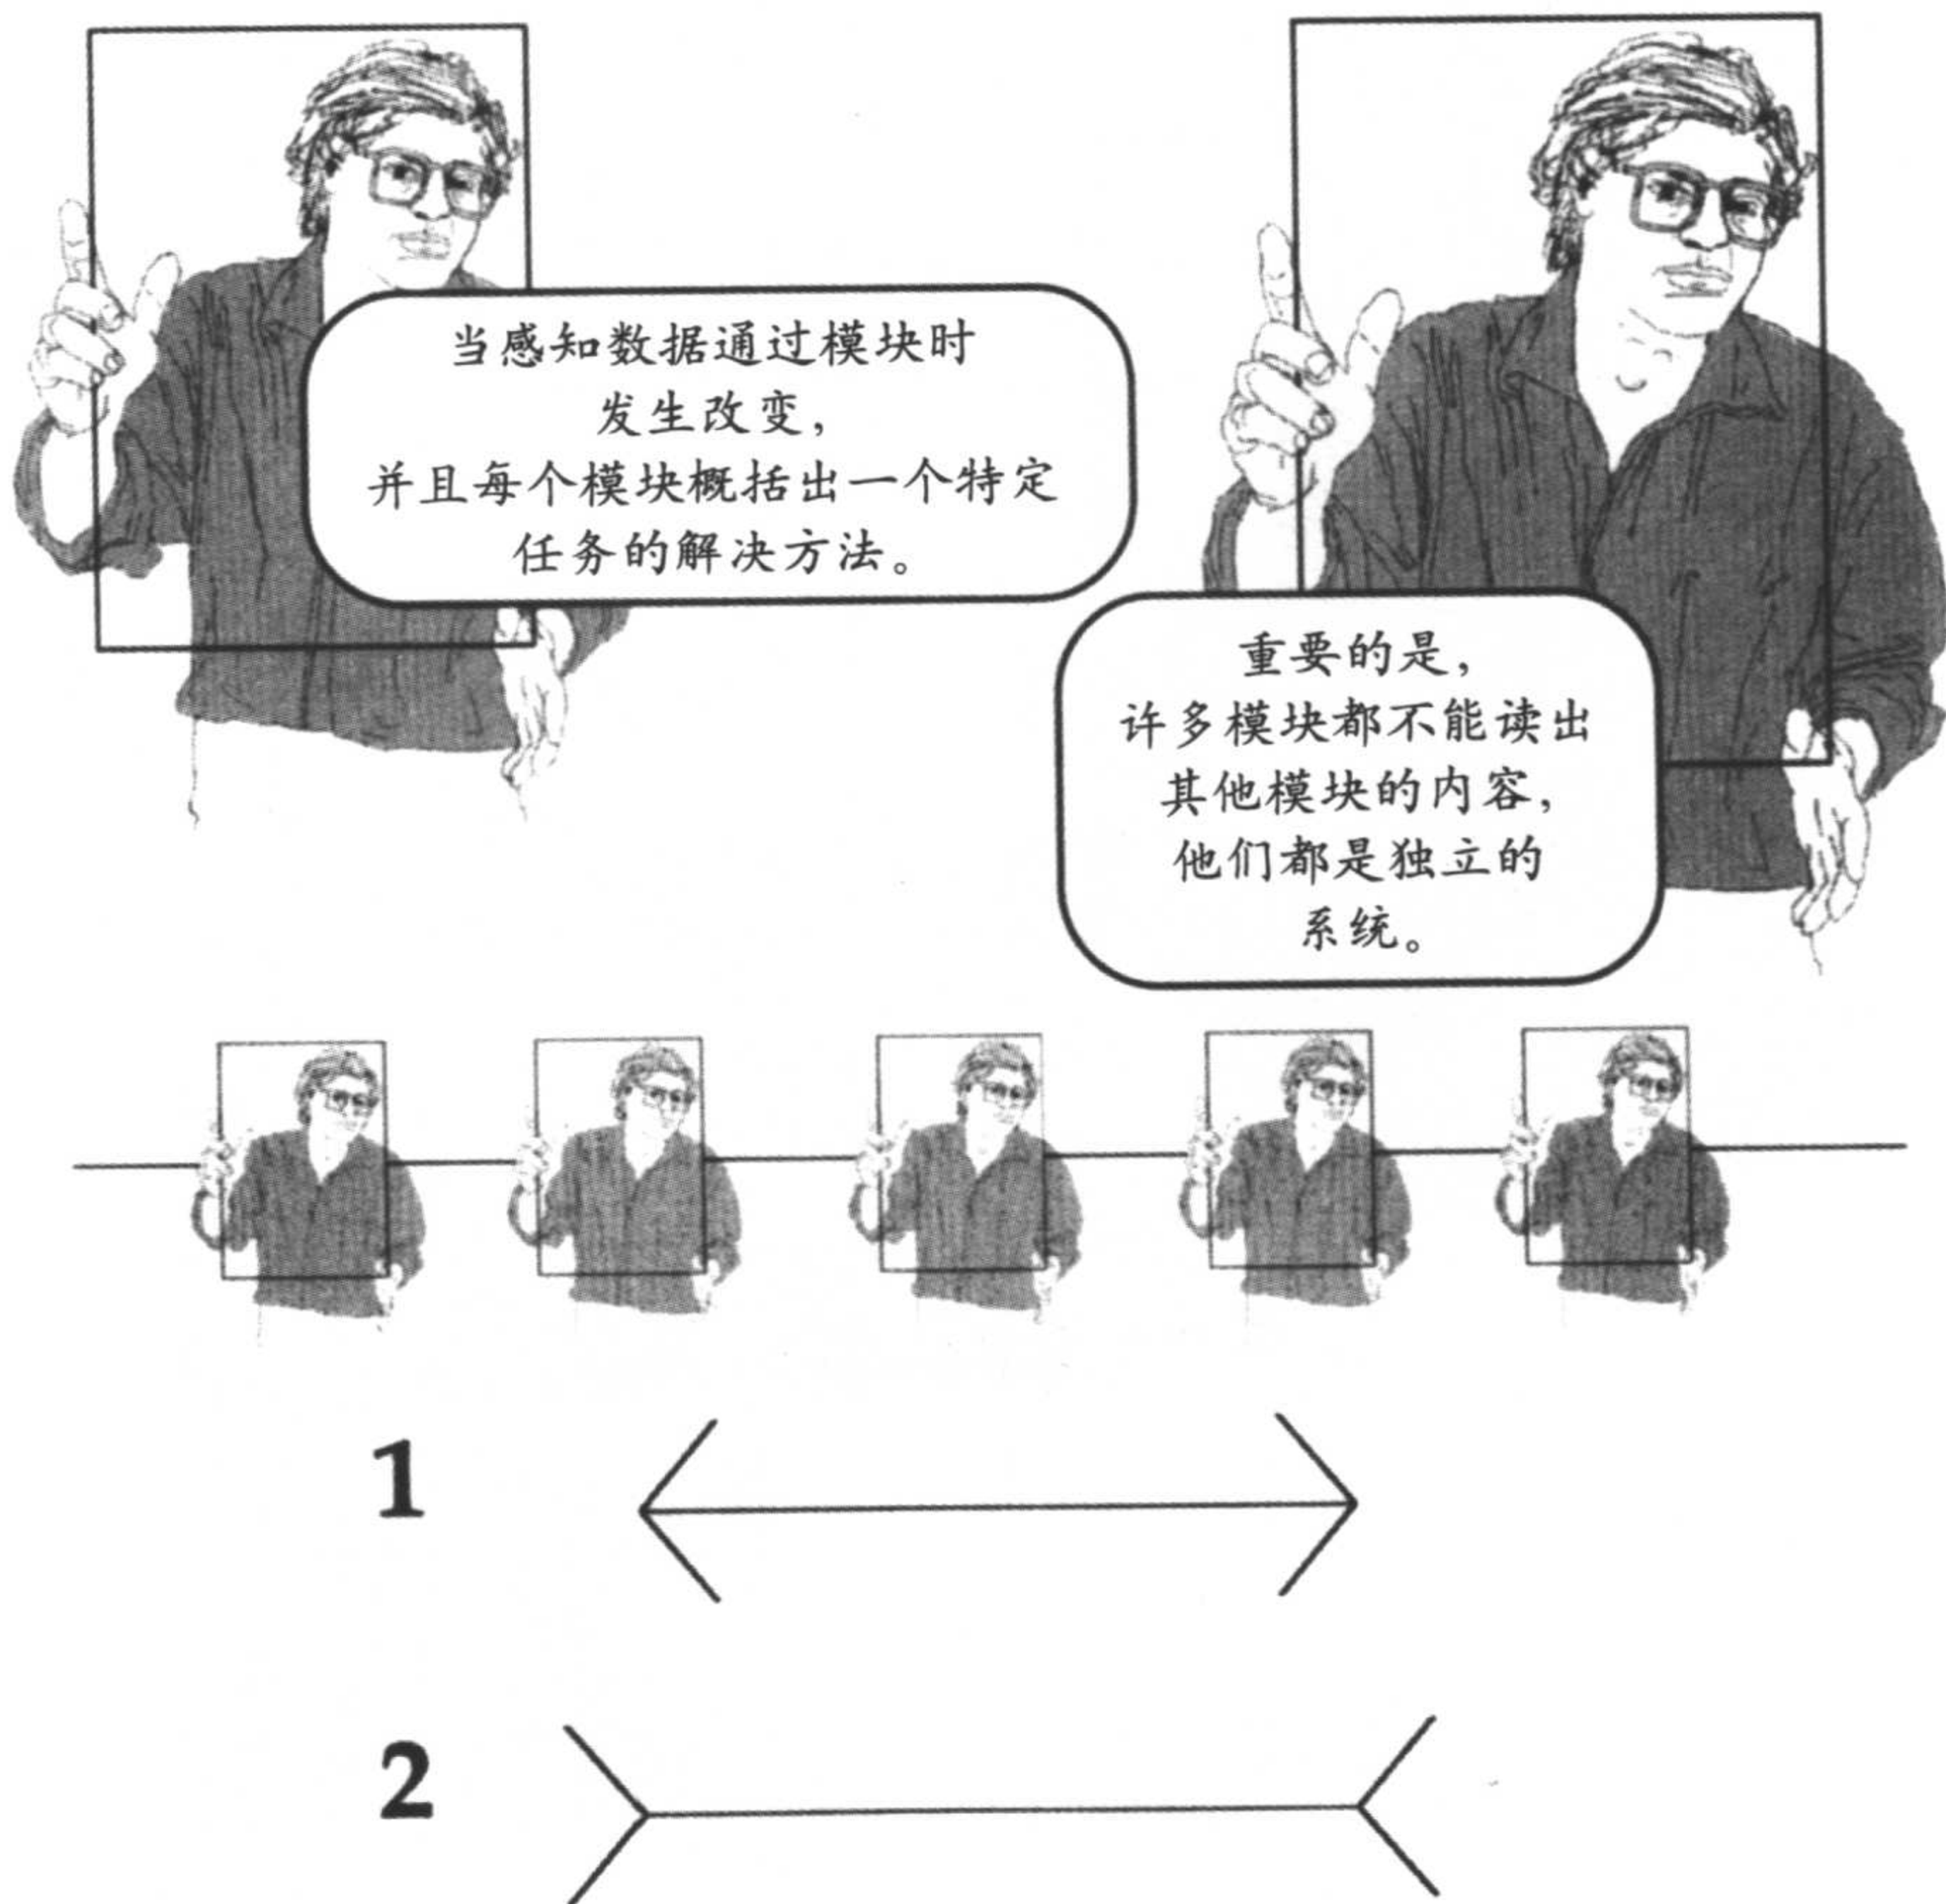 当感知数据通过模块时
发生改变，
并且每个模块概括出一个特定
任务的解决方法。
重要的是，
许多模块都不能读出
其他模块的内容，
他们都是独立的
系统。
1
2